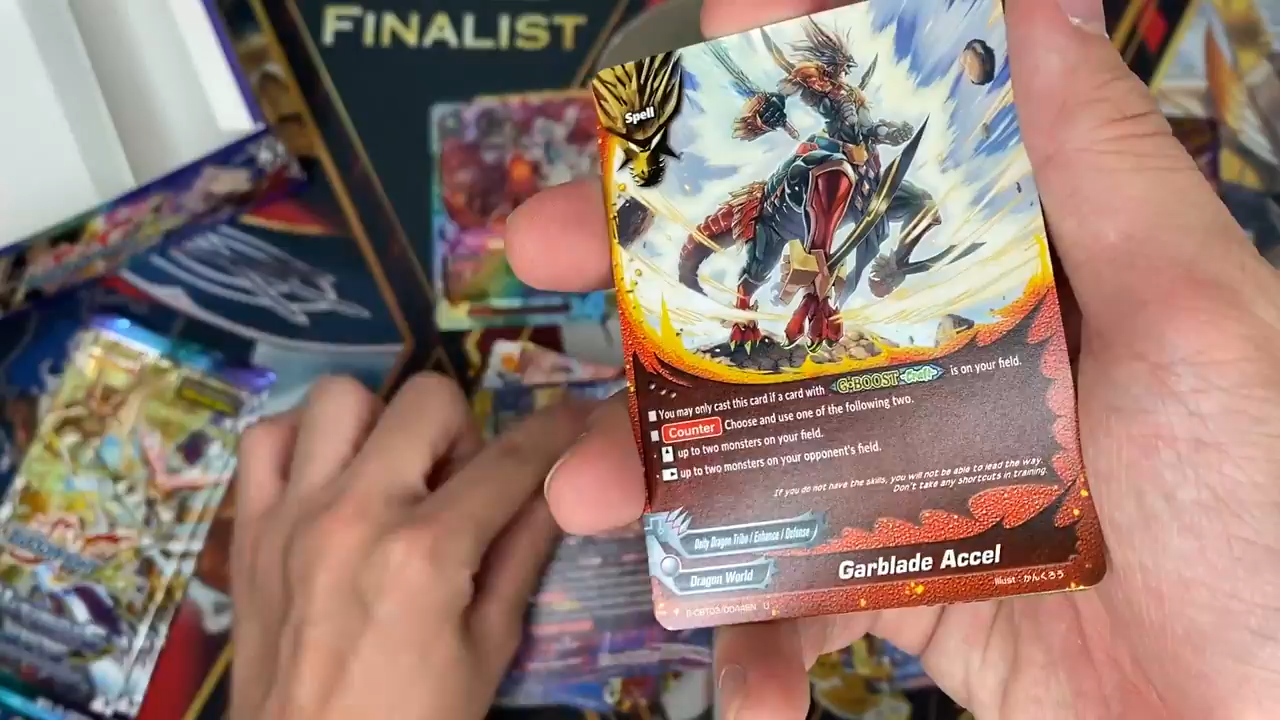 FINALIST
Spell
You may only cast this card if a card with G•BOOST -Craft- is on your field.
Counter Choose and use one of the following two.
up to two monsters on your field.
up to two monsters on your opponent's field.
If you do not have the skills, you will not be able to lead the way.
Don't take any shortcuts in training.
Deity Dragon Tribe / Enhance / Defense
Dragon World
Garblade Accel
Illust: かんくろう